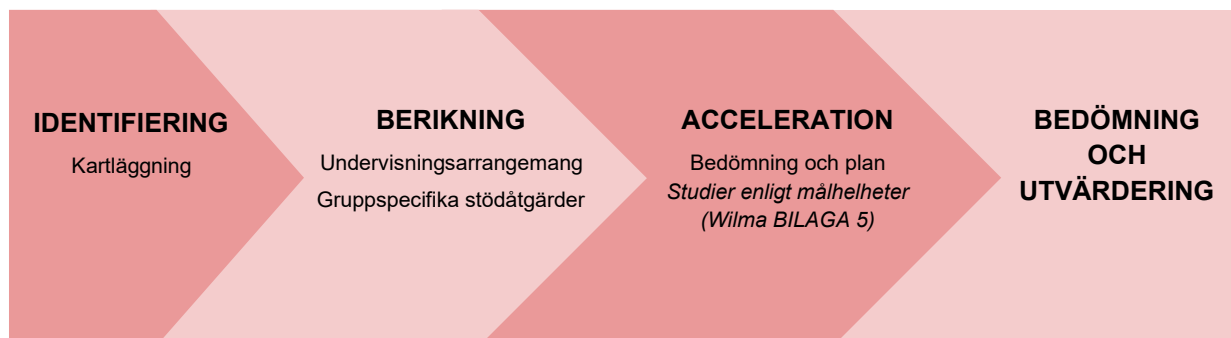 IDENTIFIERING
Kartläggning
BERIKNING
Undervisningsarrangemang
Gruppspecifika stödåtgärder
ACCELERATION
Bedömning och plan
Studier enligt målhelheter
(Wilma BILAGA 5)
BEDÖMNING
OCH
UTVÄRDERING